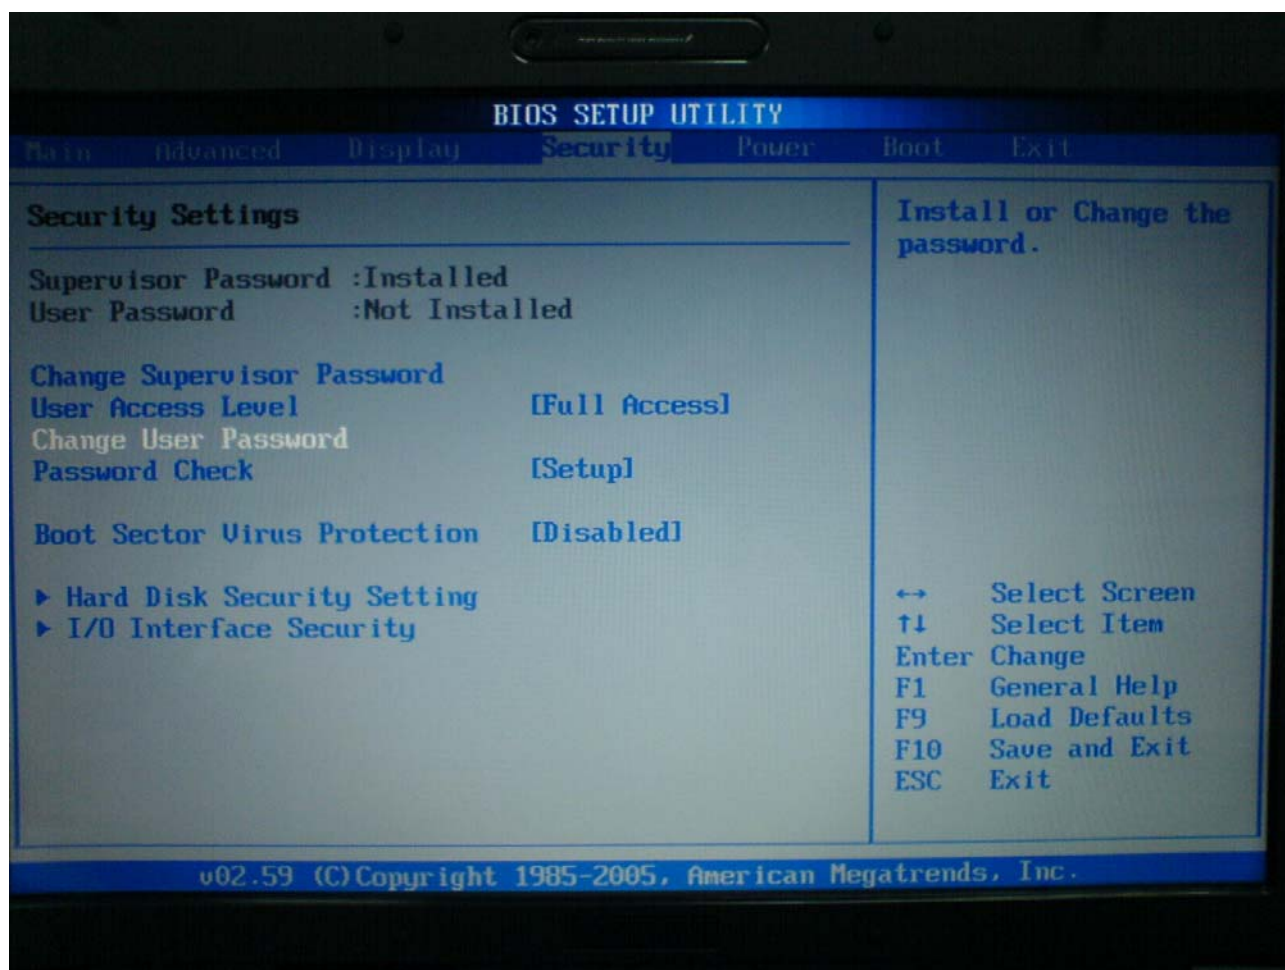 BIOS SETUP UTILITY
Main Advanced Display Security Power Boot Exit
Security Settings
Supervisor Password :Installed
User Password :Not Installed
Change Supervisor Password
User Access Level [Full Access]
Change User Password
Password Check [Setup]
Boot Sector Virus Protection [Disabled]
▶ Hard Disk Security Setting
▶ I/O Interface Security
Install or Change the
password.
←→ Select Screen
↑↓ Select Item
Enter Change
F1 General Help
F9 Load Defaults
F10 Save and Exit
ESC Exit
v02.59 (C)Copyright 1985-2005, American Megatrends, Inc.